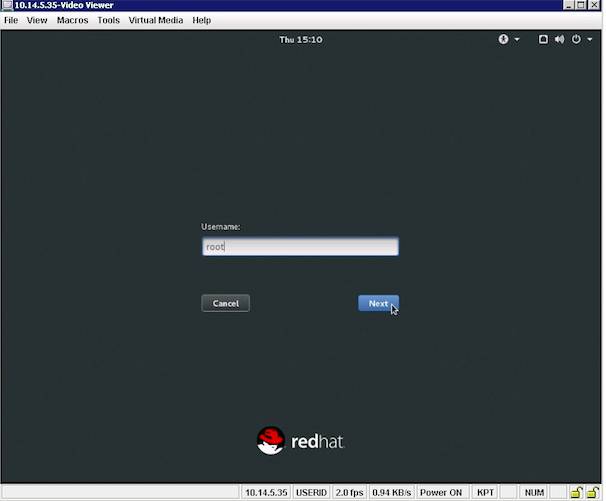 10.14.5.35-Video Viewer
File View Macros Tools Virtual Media Help
Thu 15:10
Username:
root
Cancel Next
redhat
10.14.5.35 USERID 2.0 fps 0.94 KB/s Power ON KPT NUM